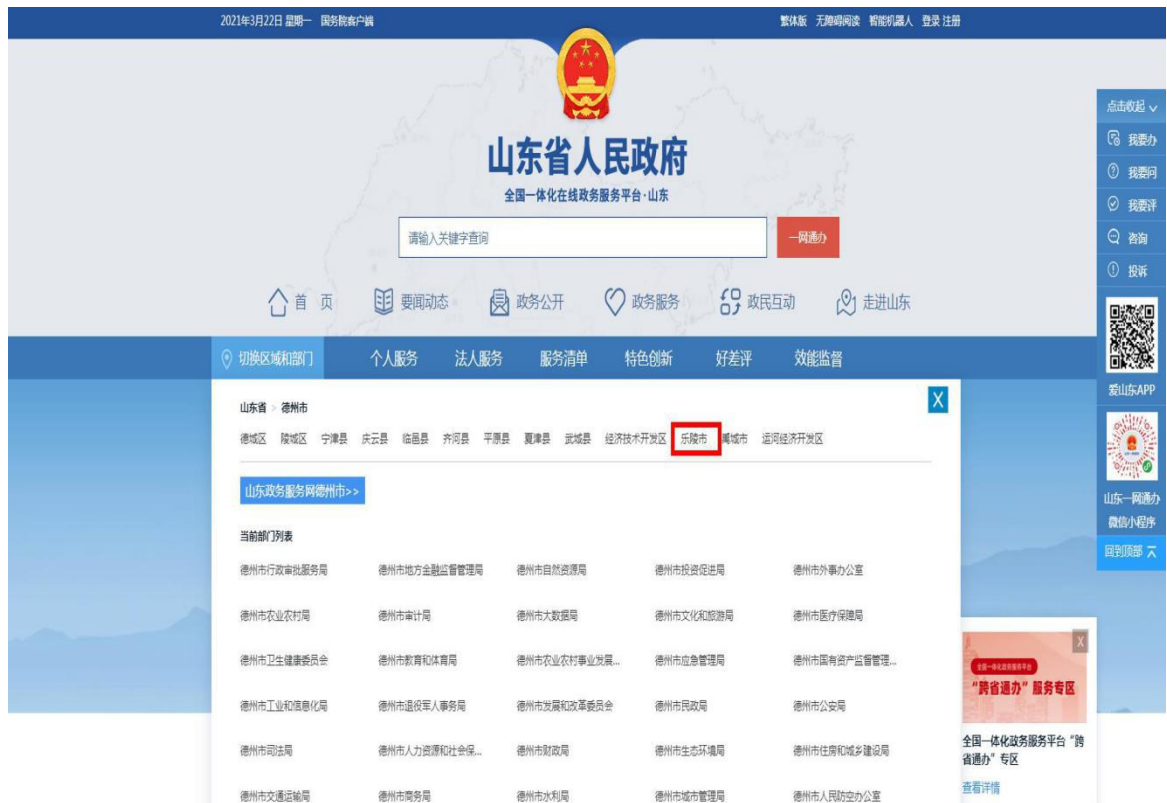 2021年3月22日 星期一 国务院客户端 繁体版 无障碍阅读 智能机器人 登录 注册
山东省人民政府
全国一体化在线政务服务平台·山东
请输入关键字查询 一网通办
首 页 要闻动态 政务公开 政务服务 政民互动 走进山东
切换区域和部门 个人服务 法人服务 服务清单 特色创新 好差评 效能监督
山东省 > 德州市 X
德城区 陵城区 宁津县 庆云县 临邑县 齐河县 平原县 夏津县 武城县 经济技术开发区 乐陵市 禹城市 运河经济开发区
山东政务服务网德州市>>
当前部门列表
德州市行政审批服务局 德州市地方金融监督管理局 德州市自然资源局 德州市投资促进局 德州市外事办公室
德州市农业农村局 德州市审计局 德州市大数据局 德州市文化和旅游局 德州市医疗保障局
德州市卫生健康委员会 德州市教育和体育局 德州市农业农村事业发展... 德州市应急管理局 德州市国有资产监督管理...
德州市工业和信息化局 德州市退役军人事务局 德州市发展和改革委员会 德州市民政局 德州市公安局
德州市司法局 德州市人力资源和社会保... 德州市财政局 德州市生态环境局 德州市住房和城乡建设局
德州市交通运输局 德州市商务局 德州市水利局 德州市城市管理局 德州市人民防空办公室
点击收起
我要办
我要问
我要评
咨询
投诉
爱山东APP
山东一网通办
微信小程序
回到顶部
X
全国一体化政务服务平台
“跨省通办”服务专区
全国一体化政务服务平台“跨
省通办”专区
查看详情